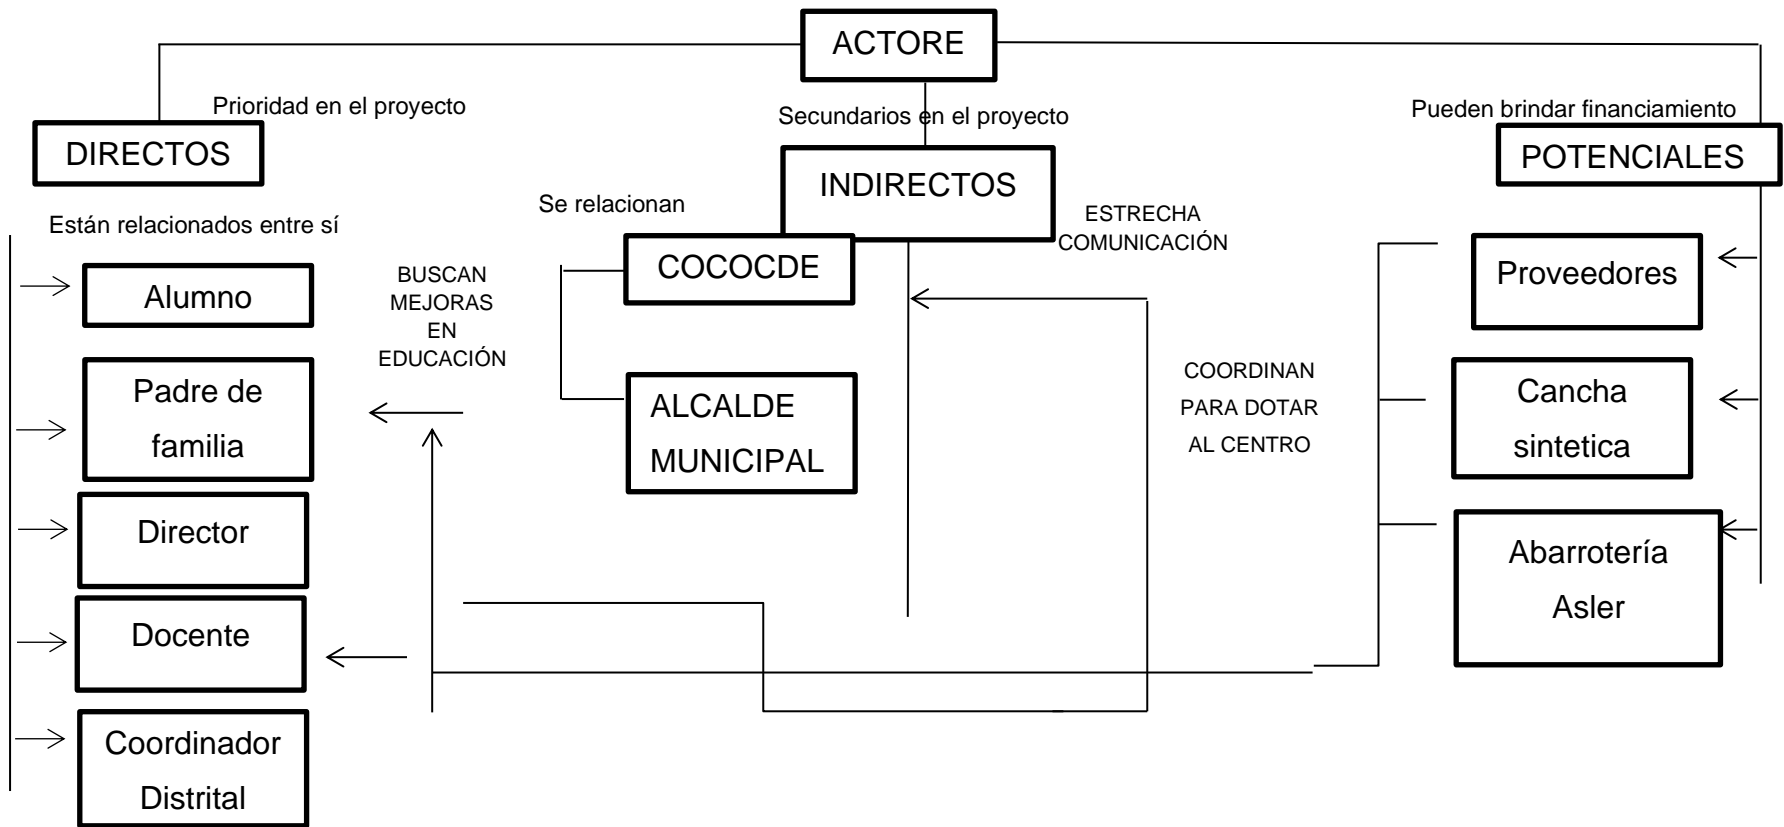 ACTORE
Prioridad en el proyecto
Secundarios en el proyecto
Pueden brindar financiamiento
DIRECTOS
INDIRECTOS
POTENCIALES
Están relacionados entre sí
Alumno
Padre de
familia
Director
Docente
Coordinador
Distrital
BUSCAN
MEJORAS
EN
EDUCACIÓN
Se relacionan
COCOCDE
ALCALDE
MUNICIPAL
ESTRECHA
COMUNICACIÓN
COORDINAN
PARA DOTAR
AL CENTRO
Proveedores
Cancha
sintetica
Abarrotería
Asler